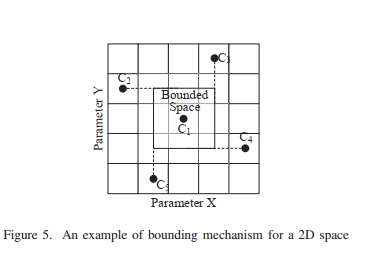 C3
C2
Bounded
Space
C1
C4
C5
Parameter Y
Parameter X
Figure 5. An example of bounding mechanism for a 2D space